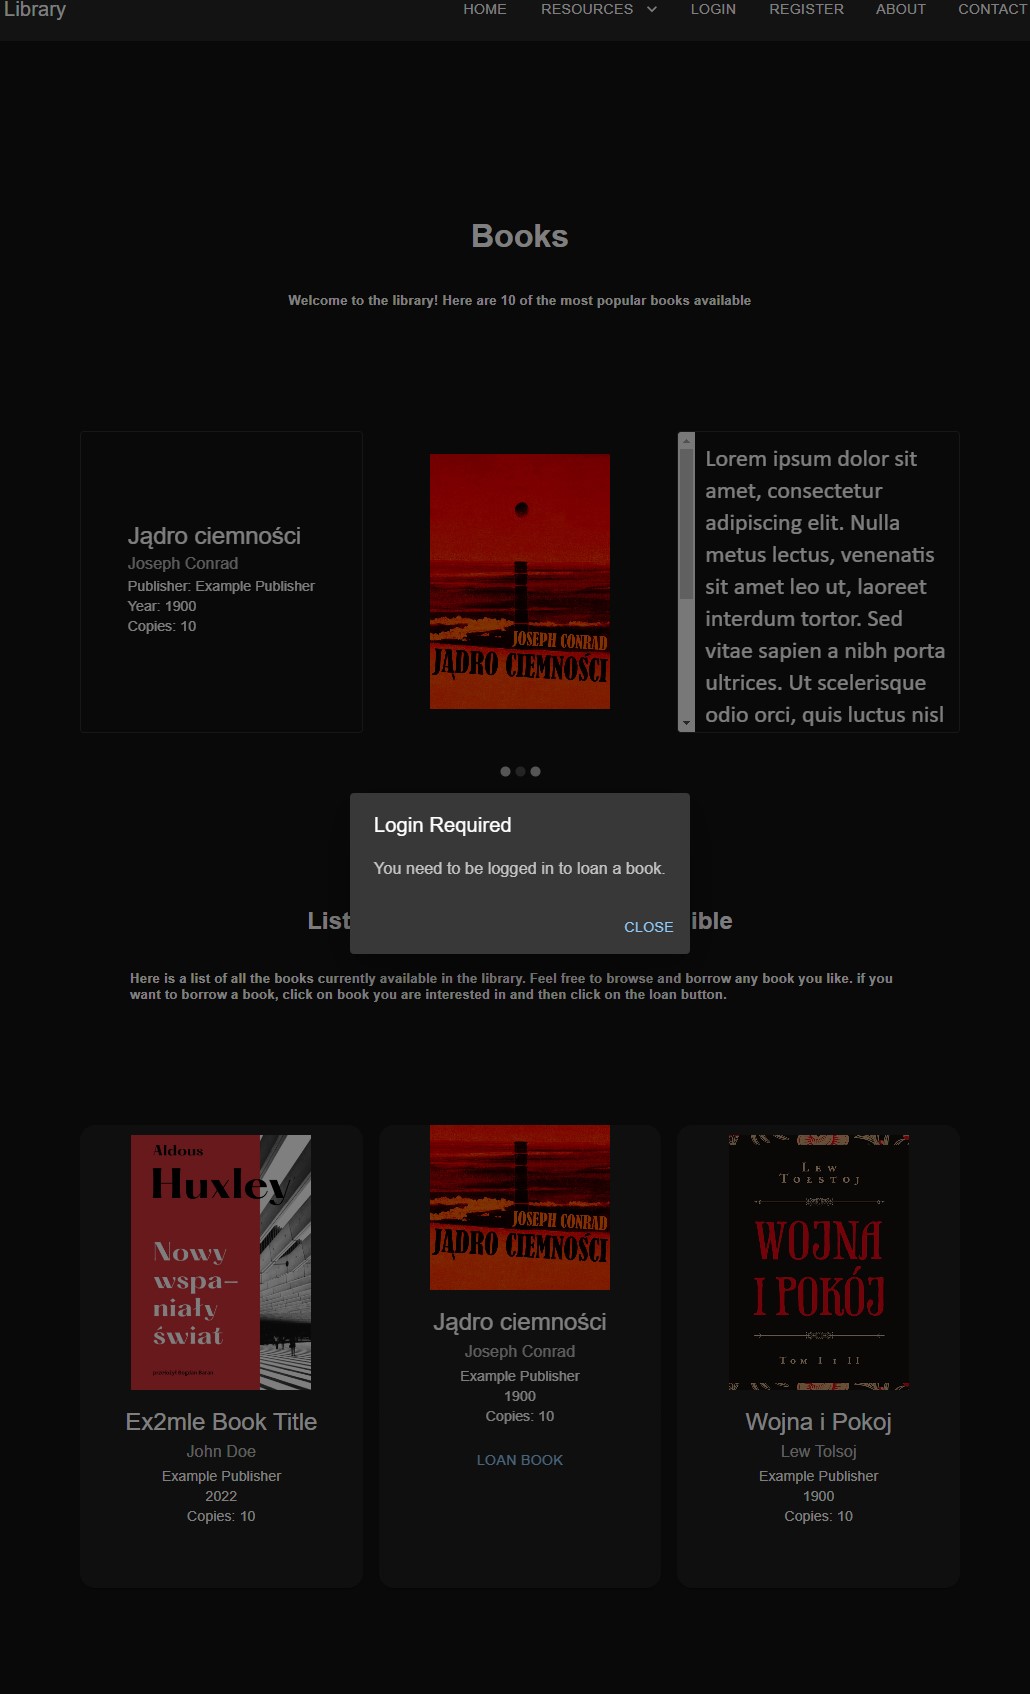 Library
HOME
RESOURCES
LOGIN
REGISTER
ABOUT
CONTACT
Books
Welcome to the library! Here are 10 of the most popular books available
Jądro ciemności
Joseph Conrad
Publisher: Example Publisher
Year: 1900
Copies: 10
JOSEPH CONRAD
JĄDRO CIEMNOŚCI
Lorem ipsum dolor sit
amet, consectetur
adipiscing elit. Nulla
metus lectus, venenatis
sit amet leo ut, laoreet
interdum tortor. Sed
vitae sapien a nibh porta
ultrices. Ut scelerisque
odio orci, quis luctus nisl
Login Required
You need to be logged in to loan a book.
CLOSE
List
Here is a list of all the books currently available in the library. Feel free to browse and borrow any book you like. if you
want to borrow a book, click on book you are interested in and then click on the loan button.
Aldous
Huxley
Nowy
wspa–
niały
świat
Ex2mle Book Title
John Doe
Example Publisher
2022
Copies: 10
JOSEPH CONRAD
JĄDRO CIEMNOŚCI
Jądro ciemności
Joseph Conrad
Example Publisher
1900
Copies: 10
LOAN BOOK
LEW
TOŁSTOJ
WOJNA
I POKÓJ
TOM I I II
Wojna i Pokoj
Lew Tolsoj
Example Publisher
1900
Copies: 10